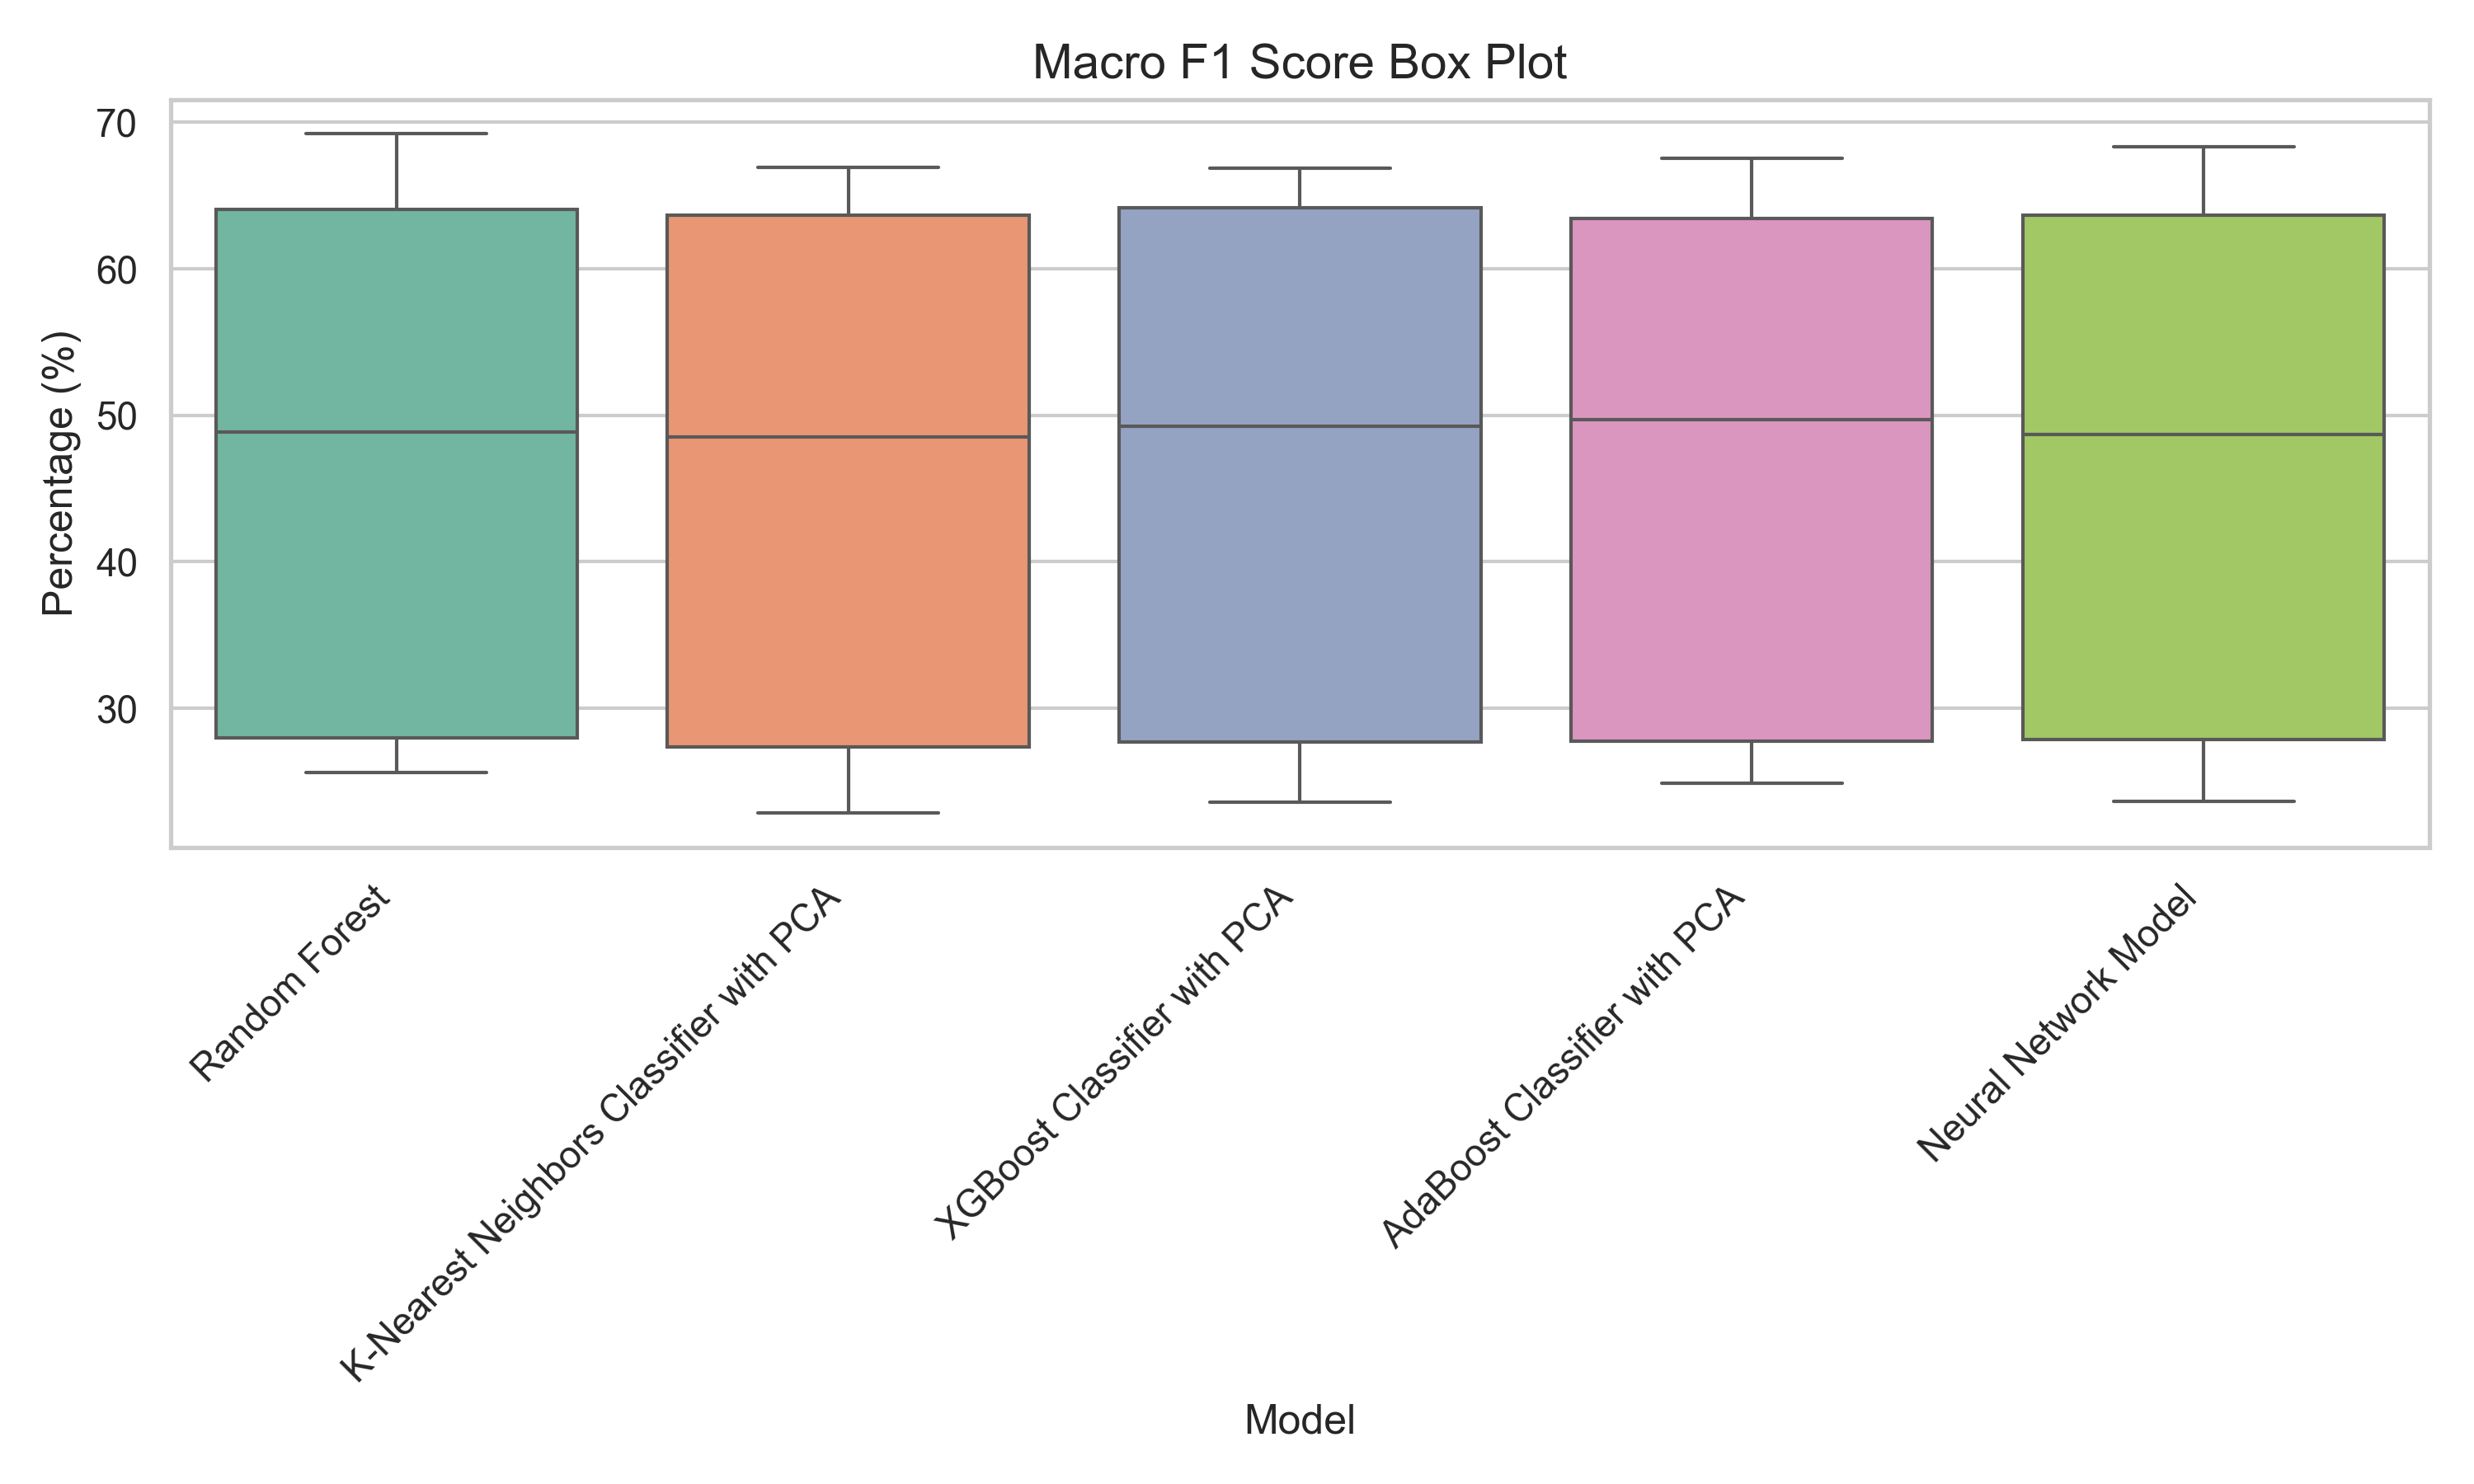 Macro F1 Score Box Plot
Percentage (%)
70
60
50
40
30
Random Forest
K-Nearest Neighbors Classifier with PCA
XGBoost Classifier with PCA
AdaBoost Classifier with PCA
Neural Network Model
Model